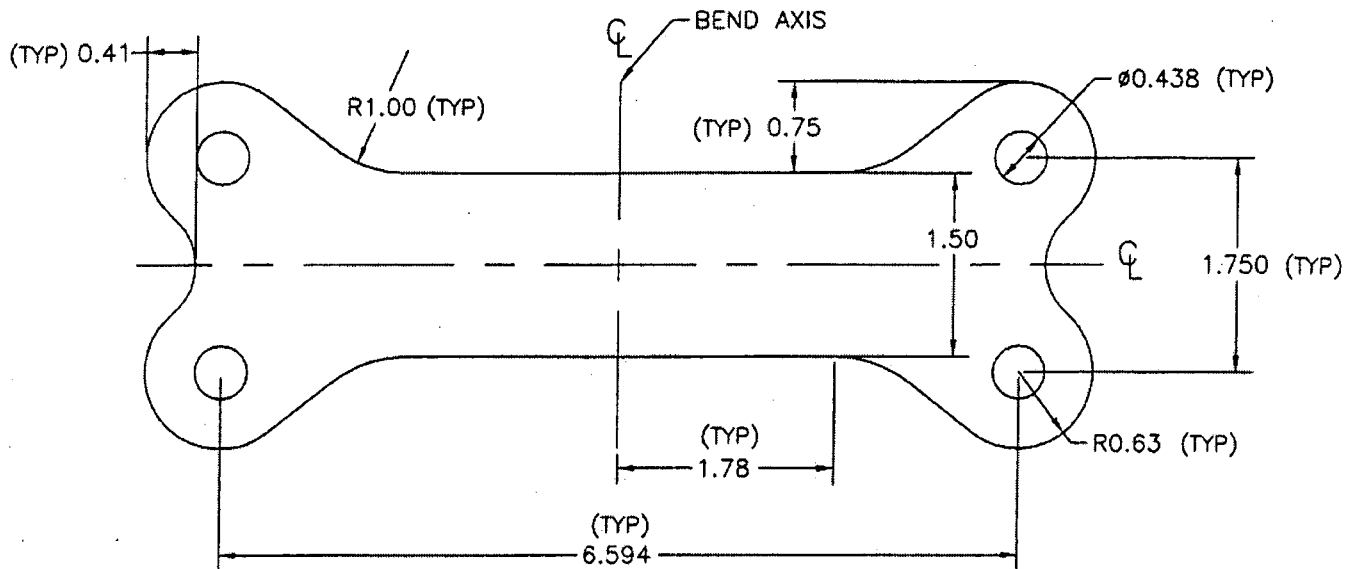 BEND AXIS
℄
(TYP) 0.41
R1.00 (TYP)
(TYP) 0.75
ø0.438 (TYP)
1.50
℄
1.750 (TYP)
(TYP)
1.78
R0.63 (TYP)
(TYP)
6.594